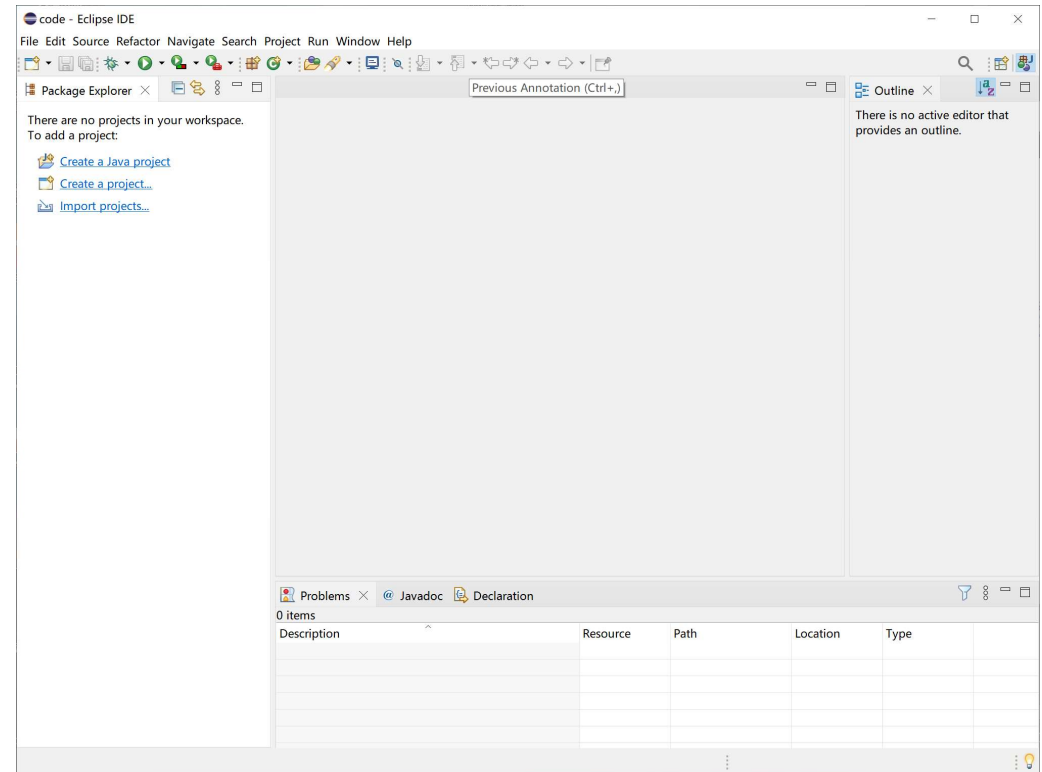 code - Eclipse IDE
File Edit Source Refactor Navigate Search Project Run Window Help
Package Explorer
Previous Annotation (Ctrl+,)
Outline
There are no projects in your workspace.
To add a project:
Create a Java project
Create a project...
Import projects...
There is no active editor that
provides an outline.
Problems @ Javadoc Declaration
0 items
Description Resource Path Location Type